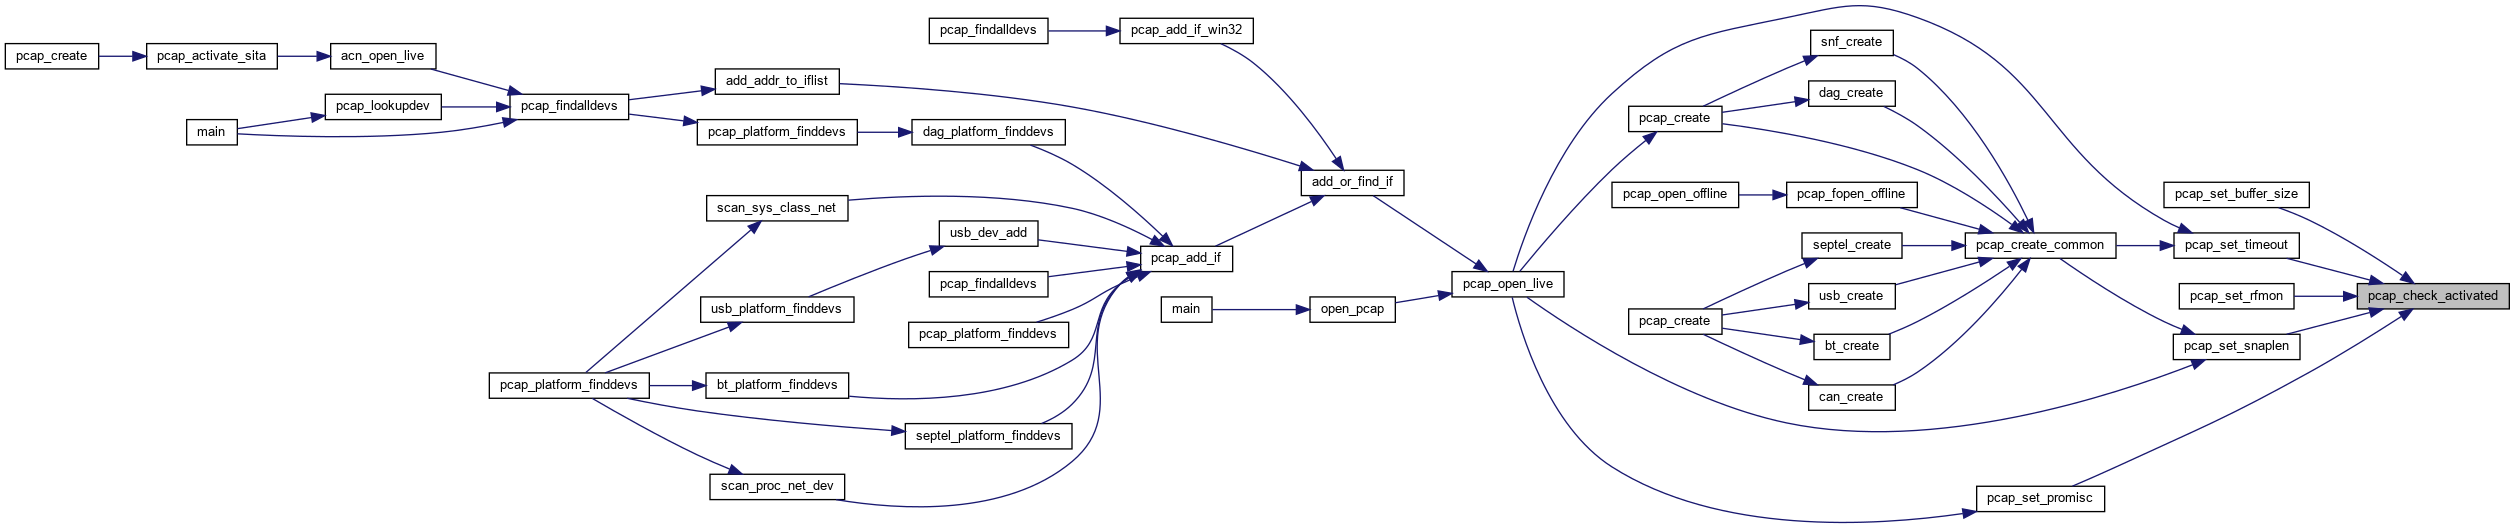 pcap_create
pcap_activate_sita
acn_open_live
pcap_lookupdev
main
pcap_findalldevs
add_addr_to_iflist
pcap_platform_finddevs
pcap_findalldevs
pcap_add_if_win32
dag_platform_finddevs
scan_sys_class_net
usb_dev_add
pcap_findalldevs
usb_platform_finddevs
pcap_platform_finddevs
pcap_platform_finddevs
bt_platform_finddevs
septel_platform_finddevs
scan_proc_net_dev
pcap_add_if
add_or_find_if
main
open_pcap
pcap_open_live
pcap_create
snf_create
dag_create
pcap_open_offline
pcap_fopen_offline
septel_create
usb_create
pcap_create
bt_create
can_create
pcap_create_common
pcap_set_buffer_size
pcap_set_timeout
pcap_set_rfmon
pcap_set_snaplen
pcap_set_promisc
pcap_check_activated